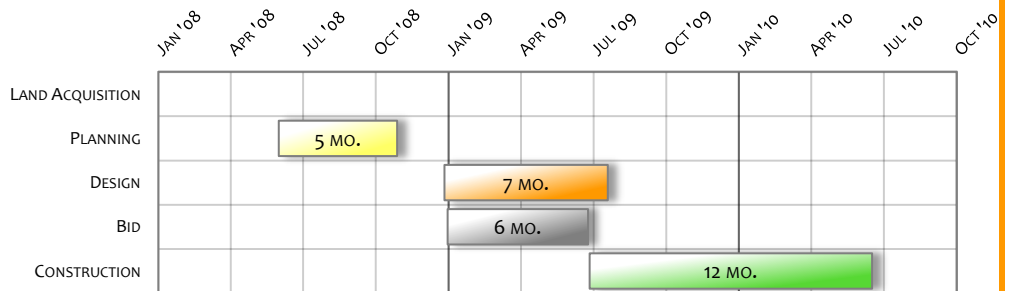 Jan '08 Apr '08 Jul '08 Oct '08 Jan '09 Apr '09 Jul '09 Oct '09 Jan '10 Apr '10 Jul '10 Oct '10
Land Acquisition
Planning 5 mo.
Design 7 mo.
Bid 6 mo.
Construction 12 mo.